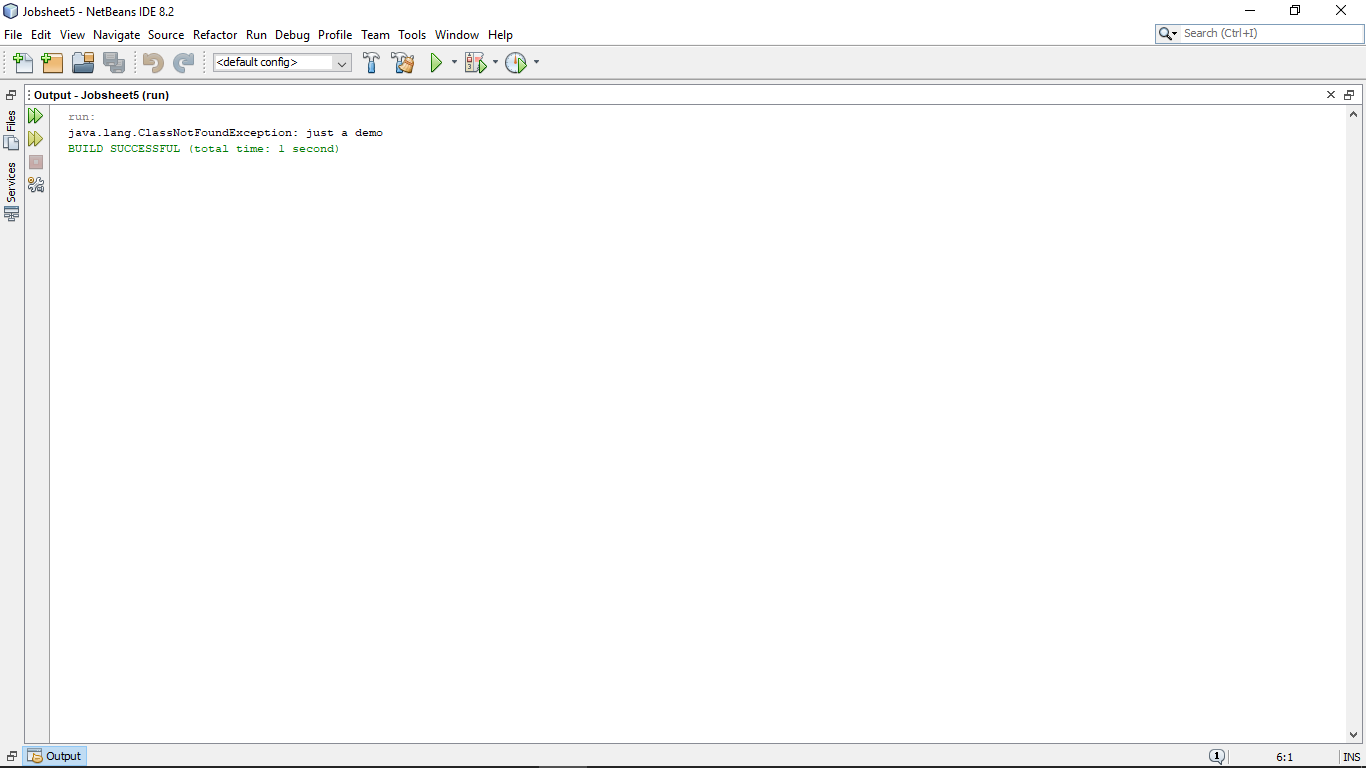 Jobsheet5 - NetBeans IDE 8.2
File Edit View Navigate Source Refactor Run Debug Profile Team Tools Window Help
Search (Ctrl+I)
<default config>
Output - Jobsheet5 (run)
Files
Services
run:
java.lang.ClassNotFoundException: just a demo
BUILD SUCCESSFUL (total time: 1 second)
Output
1
6:1
INS